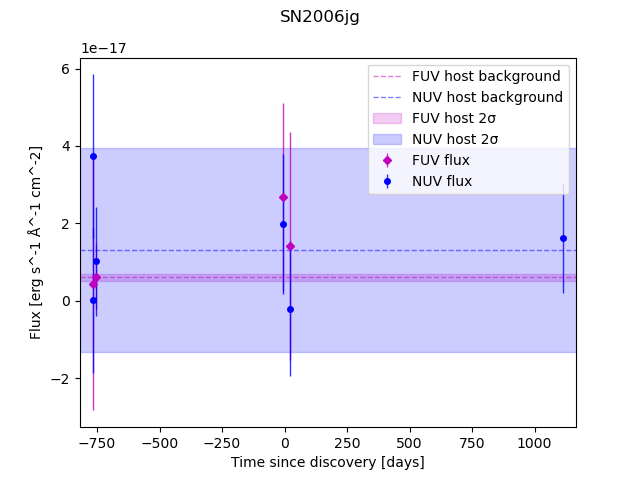 SN2006jg
1e−17
6
4
2
0
−2
Flux [erg s^-1 Å^-1 cm^-2]
FUV host background
NUV host background
FUV host 2σ
NUV host 2σ
FUV flux
NUV flux
−750
−500
−250
0
250
500
750
1000
Time since discovery [days]